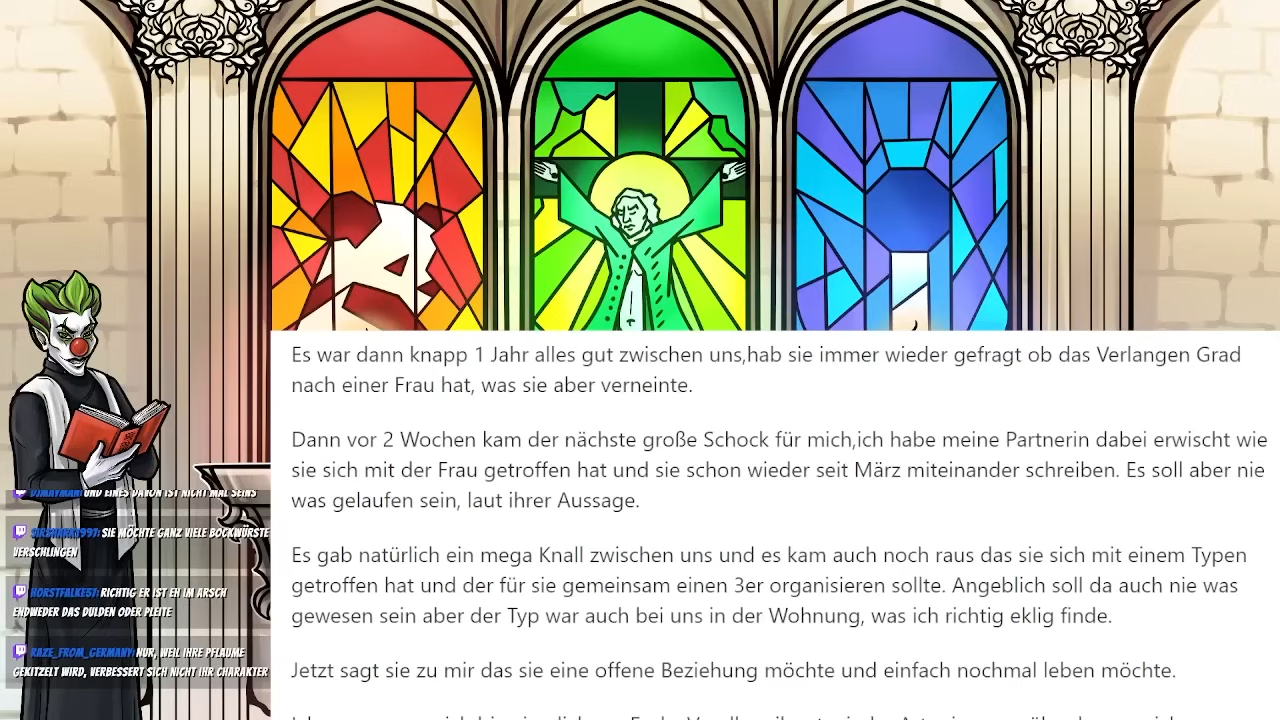 Es war dann knapp 1 Jahr alles gut zwischen uns,hab sie immer wieder gefragt ob das Verlangen Grad
nach einer Frau hat, was sie aber verneinte.
Dann vor 2 Wochen kam der nächste große Schock für mich,ich habe meine Partnerin dabei erwischt wie
sie sich mit der Frau getroffen hat und sie schon wieder seit März miteinander schreiben. Es soll aber nie
was gelaufen sein, laut ihrer Aussage.
Es gab natürlich ein mega Knall zwischen uns und es kam auch noch raus das sie sich mit einem Typen
getroffen hat und der für sie gemeinsam einen 3er organisieren sollte. Angeblich soll da auch nie was
gewesen sein aber der Typ war auch bei uns in der Wohnung, was ich richtig eklig finde.
Jetzt sagt sie zu mir das sie eine offene Beziehung möchte und einfach nochmal leben möchte.
UND EINES DAVON IST NICHT MAL SEINS
SIRSHARK1997: SIE MÖCHTE GANZ VIELE BOCKWÜRSTE
VERSCHLINGEN
HORSTFALKE57: RICHTIG ER IST EH IM ARSCH
ENDWEDER DAS DULDEN ODER PLEITE
RAZE_FROM_GERMANY: NUR, WEIL IHRE PFLAUME
GEKITZELT WIRD, VERBESSERT SICH NICHT IHR CHARAKTER